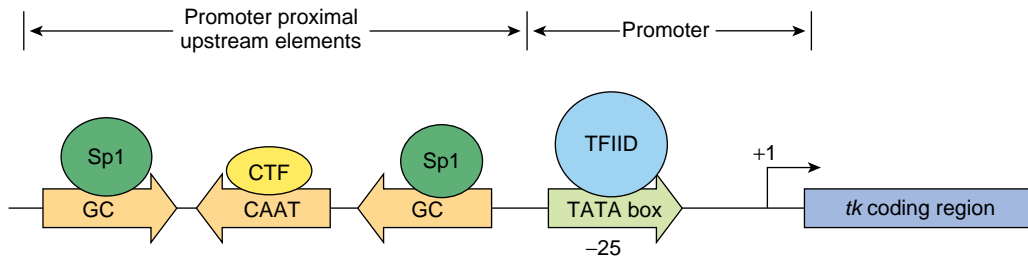 Promoter proximal
upstream elements
Promoter
Sp1
CTF
Sp1
TFIID
+1
GC
CAAT
GC
TATA box
tk coding region
−25